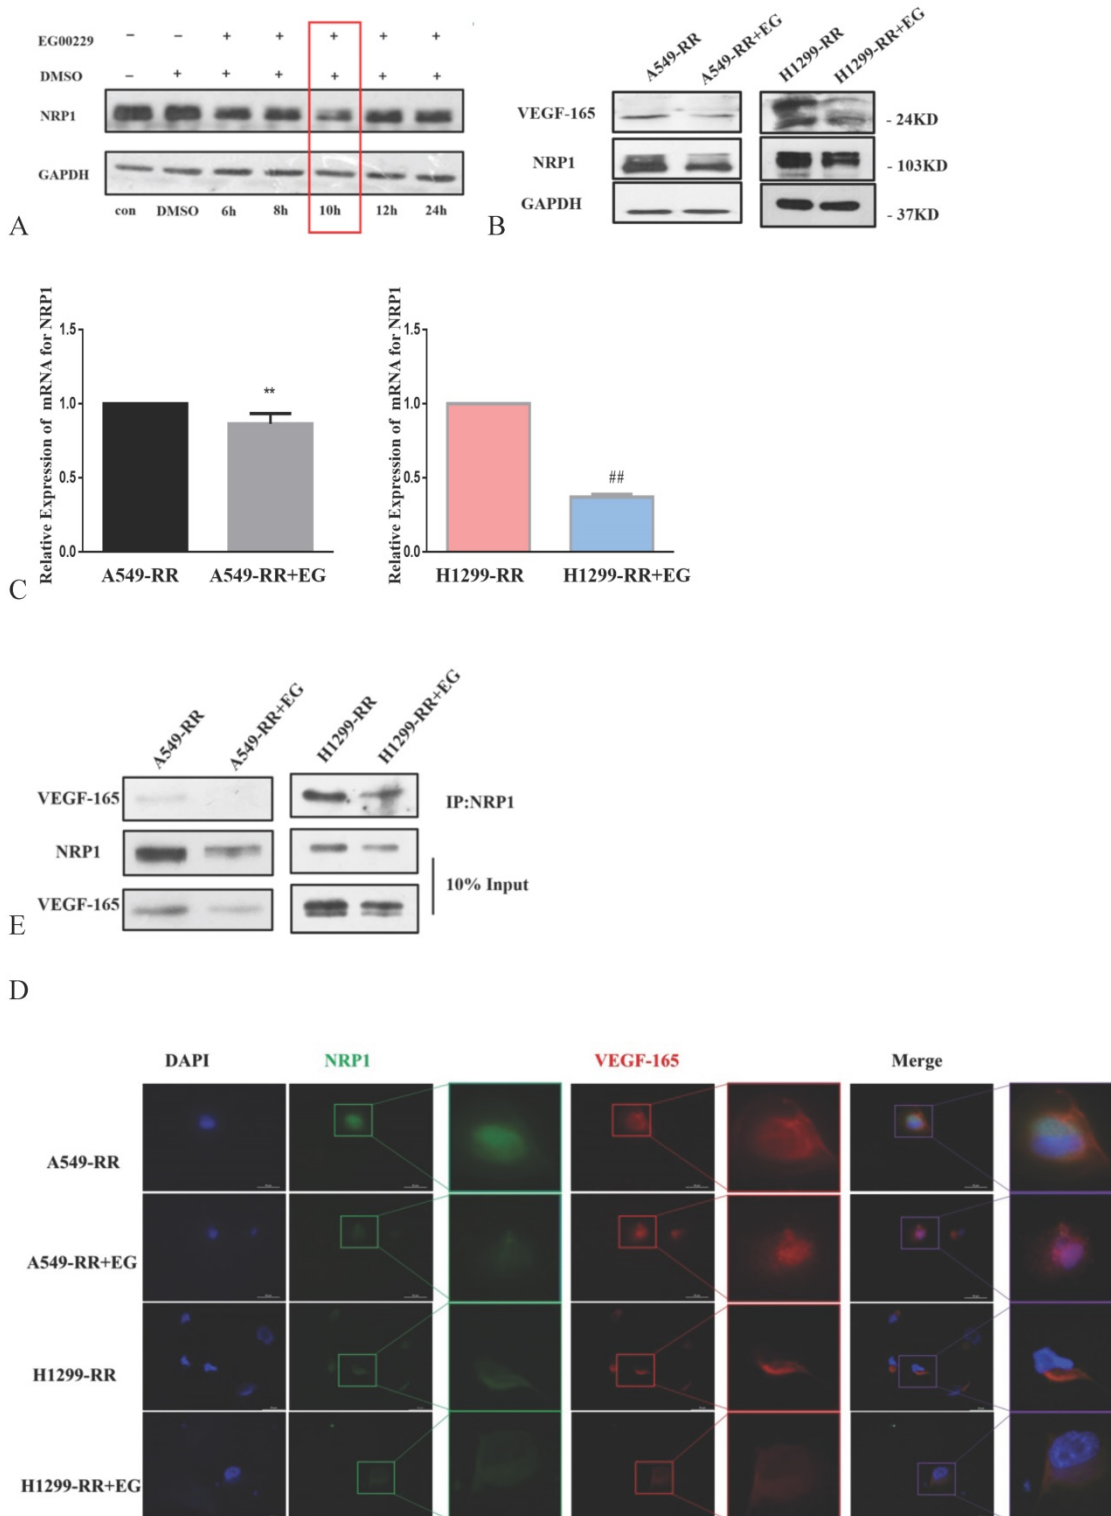 EG00229 – – + + + + +
DMSO – + + + + + +
NRP1
GAPDH
con DMSO 6h 8h 10h 12h 24h
A
A549-RR A549-RR+EG H1299-RR H1299-RR+EG
VEGF-165 - 24KD
NRP1 - 103KD
GAPDH - 37KD
B
Relative Expression of mRNA for NRP1
1.5
1.0
0.5
0.0
**
A549-RR A549-RR+EG
Relative Expression of mRNA for NRP1
1.5
1.0
0.5
0.0
##
H1299-RR H1299-RR+EG
C
A549-RR A549-RR+EG H1299-RR H1299-RR+EG
VEGF-165 IP:NRP1
NRP1
VEGF-165
10% Input
E
D
DAPI NRP1 VEGF-165 Merge
A549-RR
A549-RR+EG
H1299-RR
H1299-RR+EG